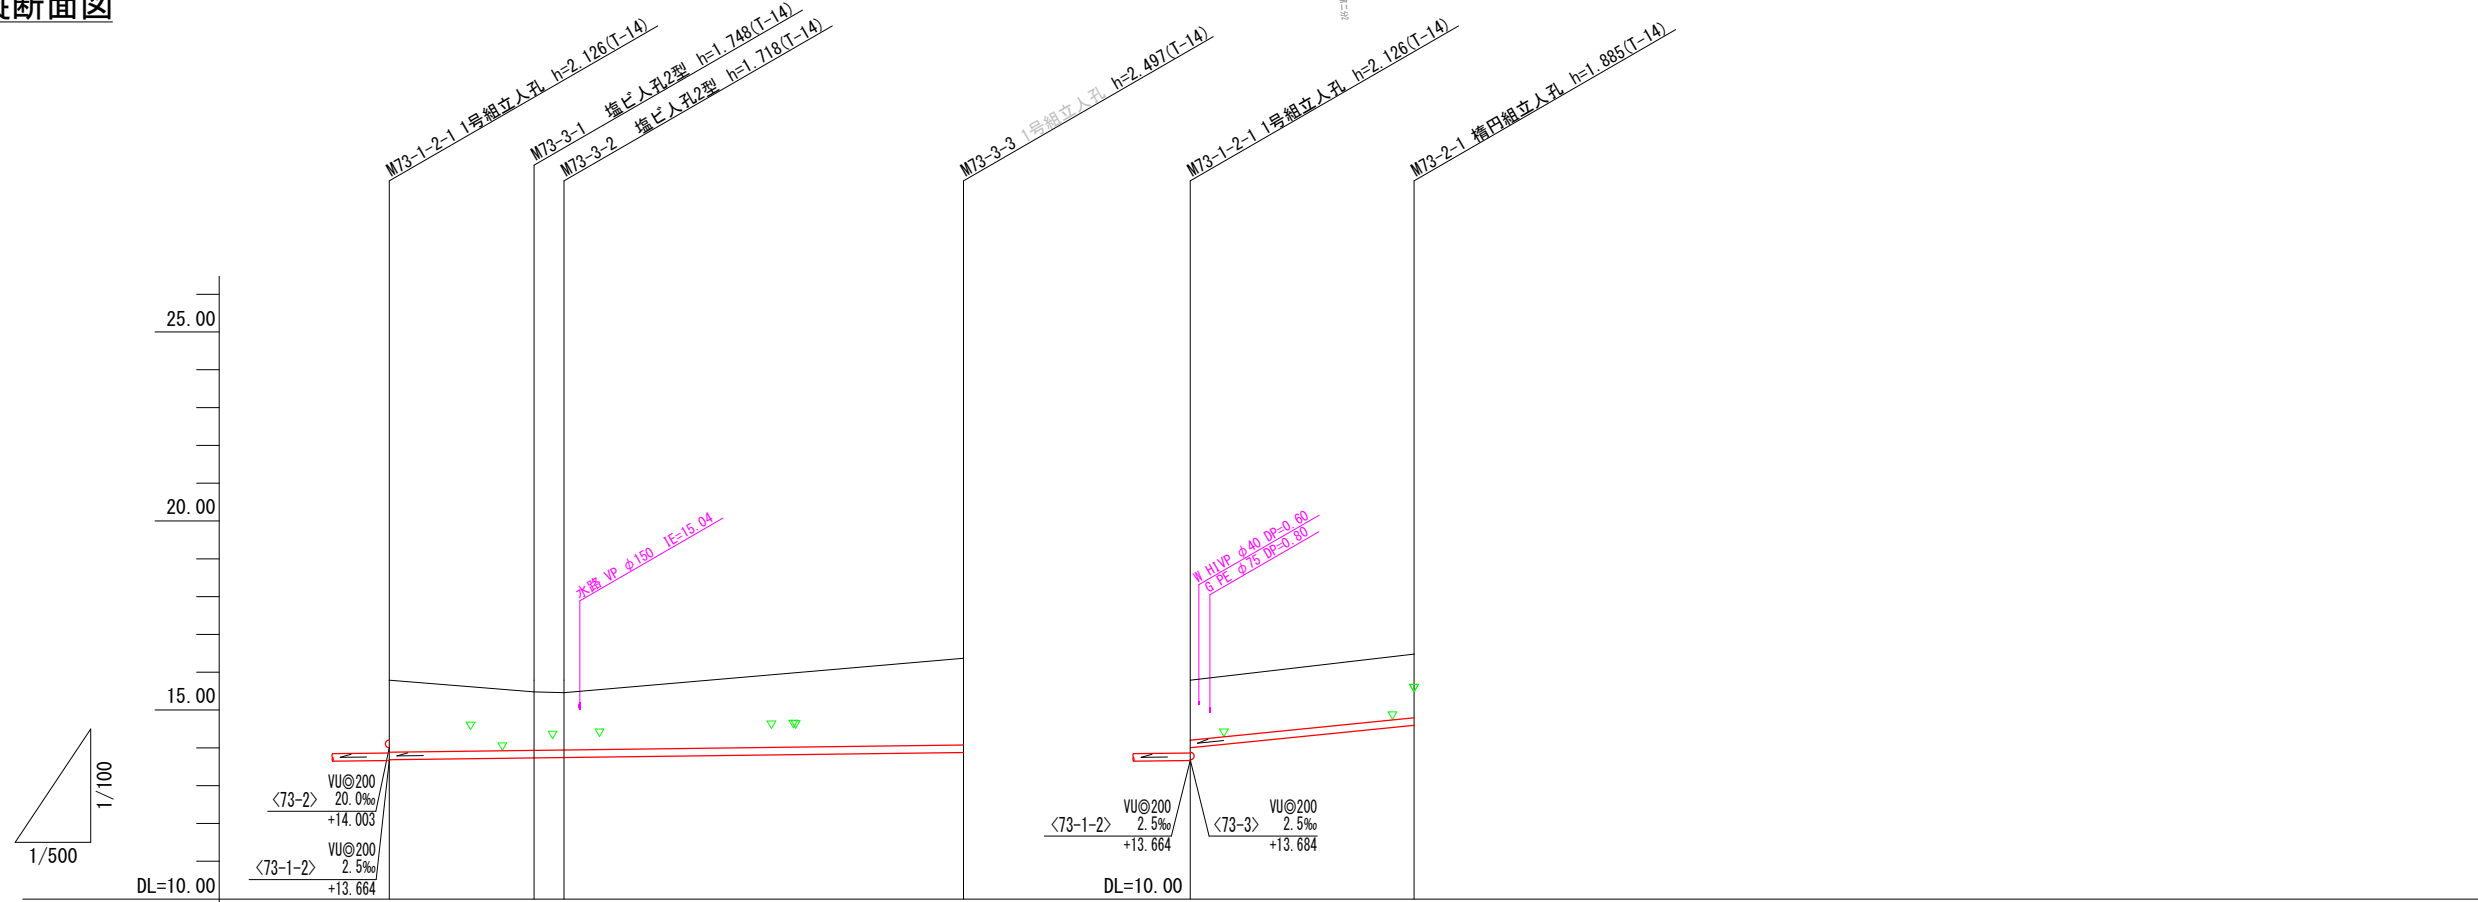 縦断面図
M73-1-2-1 1号組立人孔 h=2.126(T-14)
M73-3-1 塩ビ人孔2型 h=1.748(T-14)
M73-3-2 塩ビ人孔2型 h=1.718(T-14)
M73-3-3 1号組立人孔 h=2.497(T-14)
M73-1-2-1 1号組立人孔 h=2.126(T-14)
M73-2-1 楕円組立人孔 h=1.885(T-14)
25.00
20.00
15.00
DL=10.00
水路 VP φ150 IE=15.04
W HIVP φ40 DP=0.60
G PE φ75 DP=0.80
1/100
1/500
VU◎200
〈73-2〉 20.0‰
+14.003
VU◎200
〈73-1-2〉 2.5‰
+13.664
VU◎200
〈73-1-2〉 2.5‰
+13.664
VU◎200
〈73-3〉 2.5‰
+13.684
DL=10.00